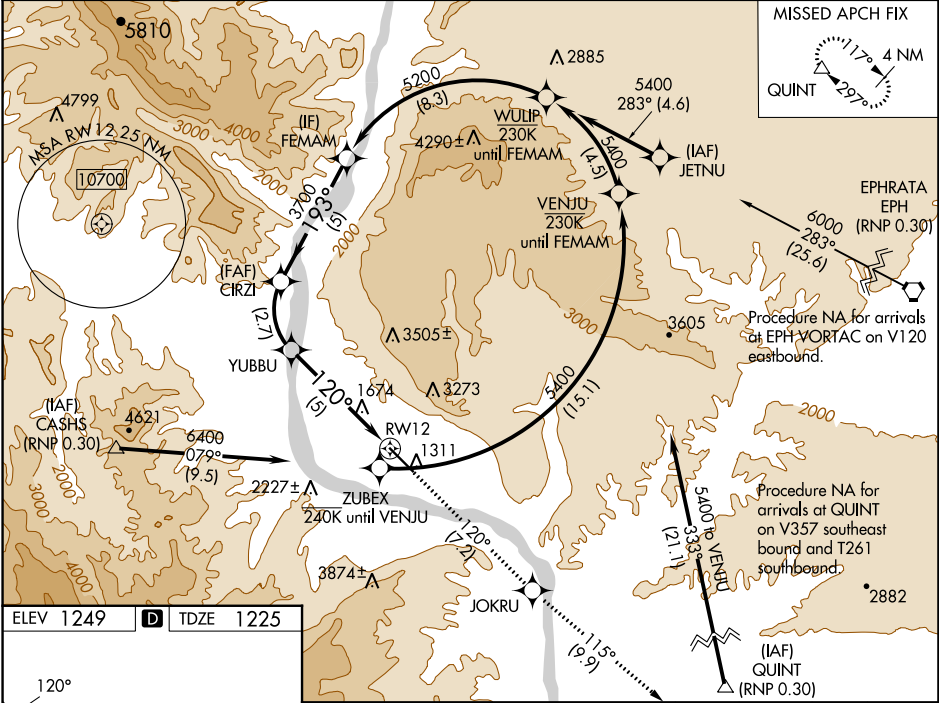 5810
4799
3000
4000
2000
MSA RW12 25 NM
10700
(IF)
FEMAM
5200
(8.3)
2885
WULIP
230K
until FEMAM
4290±
5400
283° (4.6)
(IAF)
JETNU
5400
(4.5)
VENJU
230K
until FEMAM
MISSED APCH FIX
117°
4 NM
QUINT
297°
EPHRATA
EPH
(RNP 0.30)
6000
283°
(25.6)
Procedure NA for arrivals
at EPH VORTAC on V120
eastbound.
3700
193°
(5)
2000
(FAF)
CIRZI
(2.7)
YUBBU
3505±
3000
3605
120°
(5)
1674
3273
5400
(15.1)
2000
(IAF)
CASHS
(RNP 0.30)
4621
6400
079°
(9.5)
RW12
1311
2227±
ZUBEX
240K until VENJU
3000
2000
4000
3874±
120°
(7.2)
JOKRU
115°
(9.9)
5400 to VENJU
333°
(21.1)
Procedure NA for
arrivals at QUINT
on V357 southeast
bound and T261
southbound
2882
(IAF)
QUINT
(RNP 0.30)
ELEV 1249 D TDZE 1225
120°